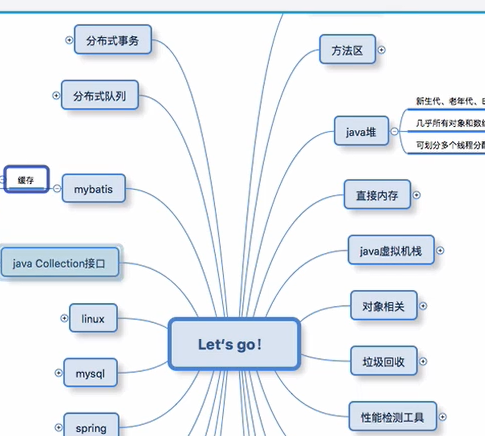 分布式事务
分布式队列
缓存
mybatis
java Collection接口
linux
mysql
spring
Let's go!
方法区
java堆
新生代、老年代、
几乎所有对象和数
可划分多个线程分
直接内存
java虚拟机栈
对象相关
垃圾回收
性能检测工具